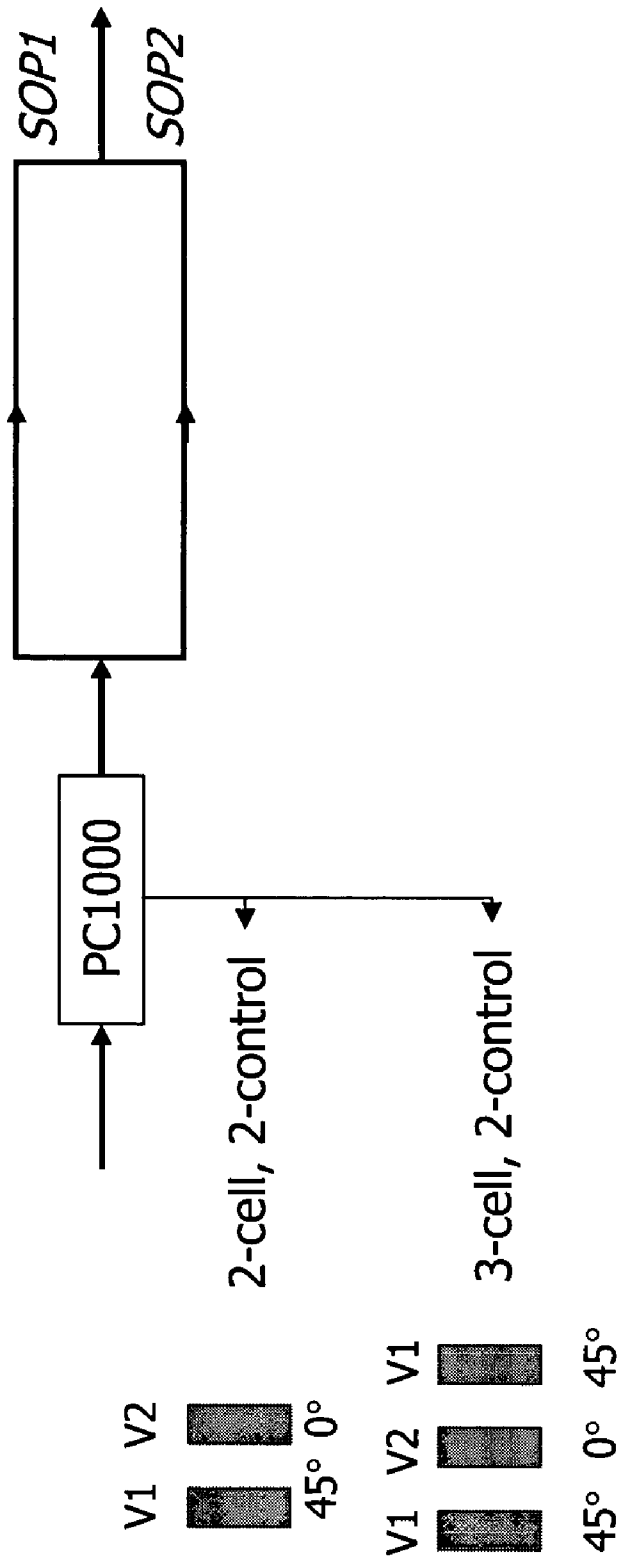 SOP1
SOP2
PC1000
2-cell, 2-control
V1 V2
45° 0°
3-cell, 2-control
V1 V2 V1
45° 0° 45°